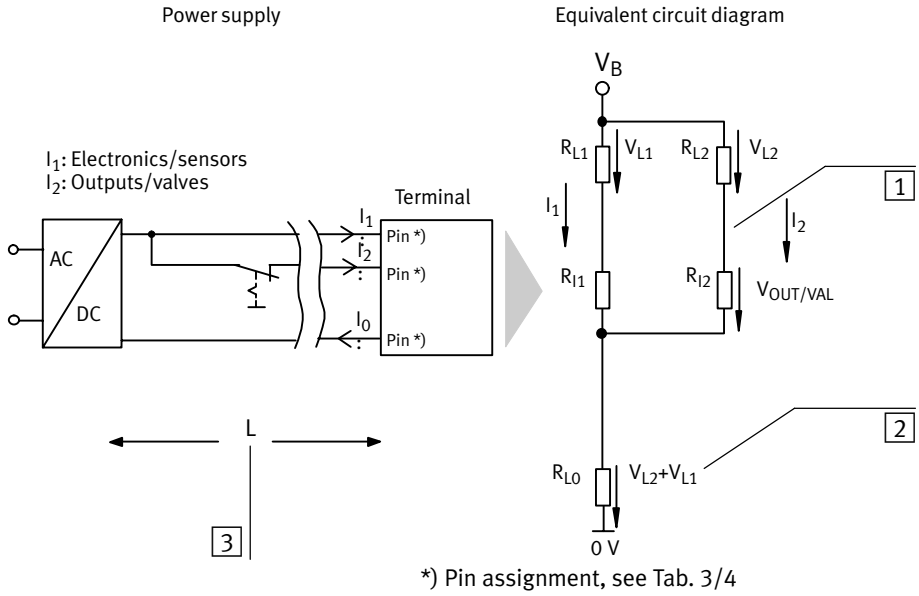 Power supply
Equivalent circuit diagram
V_B
R_L1
V_L1
R_L2
V_L2
I_1: Electronics/sensors
I_2: Outputs/valves
1
Terminal
I_1
I_2
I_1
Pin *)
AC
I_2
Pin *)
R_I1
R_I2
V_OUT/VAL
DC
I_0
Pin *)
L
2
R_L0
V_L2+V_L1
3
0 V
*) Pin assignment, see Tab. 3/4